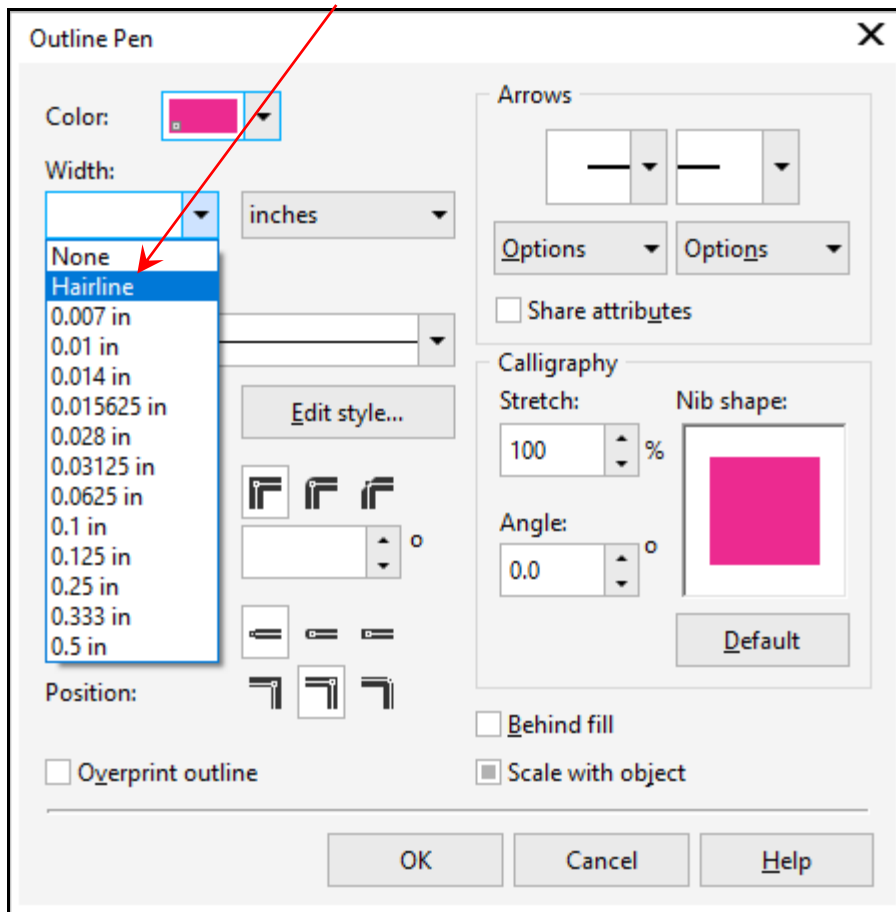 Outline Pen
Color:
Width:
inches
None
Hairline
0.007 in
0.01 in
0.014 in
0.015625 in
0.028 in
0.03125 in
0.0625 in
0.1 in
0.125 in
0.25 in
0.333 in
0.5 in
Edit style...
o
Position:
Overprint outline
Arrows
Options
Options
Share attributes
Calligraphy
Stretch:
Nib shape:
100
%
Angle:
0.0
o
Default
Behind fill
Scale with object
OK
Cancel
Help